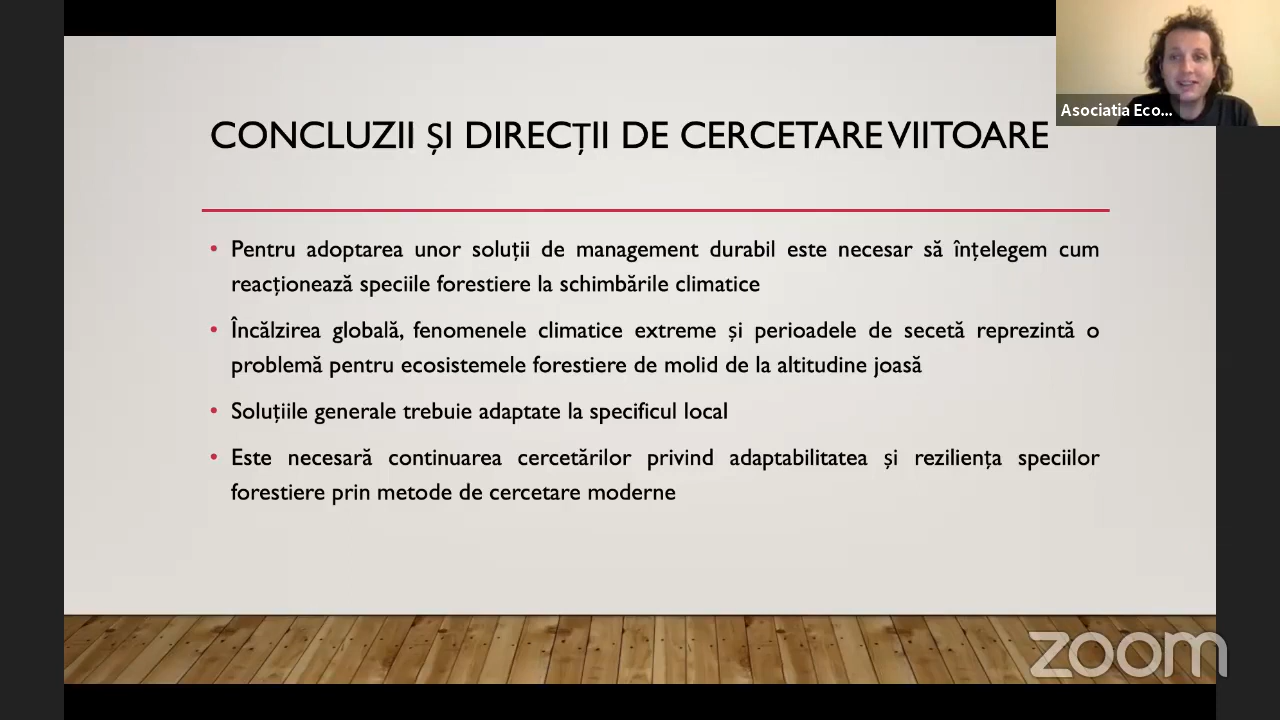 Asociatia Eco...
CONCLUZII ȘI DIRECȚII DE CERCETARE VIITOARE
• Pentru adoptarea unor soluții de management durabil este necesar să înțelegem cum
reacționează speciile forestiere la schimbările climatice
• Încălzirea globală, fenomenele climatice extreme și perioadele de secetă reprezintă o
problemă pentru ecosistemele forestiere de molid de la altitudine joasă
• Soluțiile generale trebuie adaptate la specificul local
• Este necesară continuarea cercetărilor privind adaptabilitatea și reziliența speciilor
forestiere prin metode de cercetare moderne
zoom